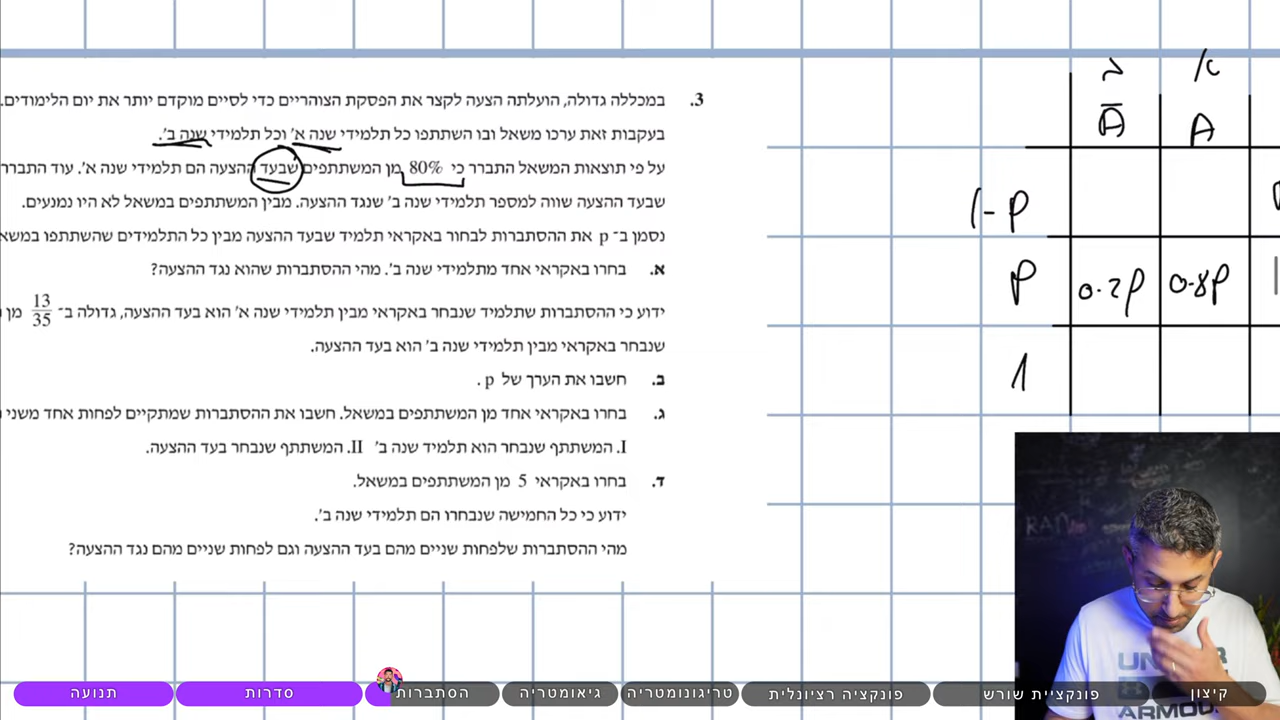 3. במכללה גדולה, הועלתה הצעה לקצר את הפסקת הצוהריים כדי לסיים מוקדם יותר את יום הלימודים.
בעקבות זאת ערכו משאל ובו השתתפו כל תלמידי שנה א' וכל תלמידי שנה ב'.
על פי תוצאות המשאל התברר כי 80% מן המשתתפים שבעד ההצעה הם תלמידי שנה א'. עוד התברר
שבעד ההצעה שווה למספר תלמידי שנה ב' שנגד ההצעה. מבין המשתתפים במשאל לא היו נמנעים.
נסמן ב־ p את ההסתברות לבחור באקראי תלמיד שבעד ההצעה מבין כל התלמידים שהשתתפו
א. בחרו באקראי אחד מתלמידי שנה ב'. מהי ההסתברות שהוא נגד ההצעה?
ידוע כי ההסתברות שתלמיד שנבחר באקראי מבין תלמידי שנה א' הוא בעד ההצעה, גדולה ב־ 13/35 מן
שנבחר באקראי מבין תלמידי שנה ב' הוא בעד ההצעה.
ב. חשבו את הערך של p .
ג. בחרו באקראי אחד מן המשתתפים במשאל. חשבו את ההסתברות שמתקיים לפחות אחד משני
I. המשתתף שנבחר הוא תלמיד שנה ב' II. המשתתף שנבחר בעד ההצעה.
ד. בחרו באקראי 5 מן המשתתפים במשאל.
ידוע כי כל החמישה שנבחרו הם תלמידי שנה ב'.
מהי ההסתברות שלפחות שניים מהם בעד ההצעה וגם לפחות שניים מהם נגד ההצעה?
א ב
A Ā
1-P
0.8P 0.2P P
1
UN
ARMOUR
תנועה סדרות הסתברות גיאומטריה טריגונומטריה פונקציה רציונלית פונקציית שורש קיצון